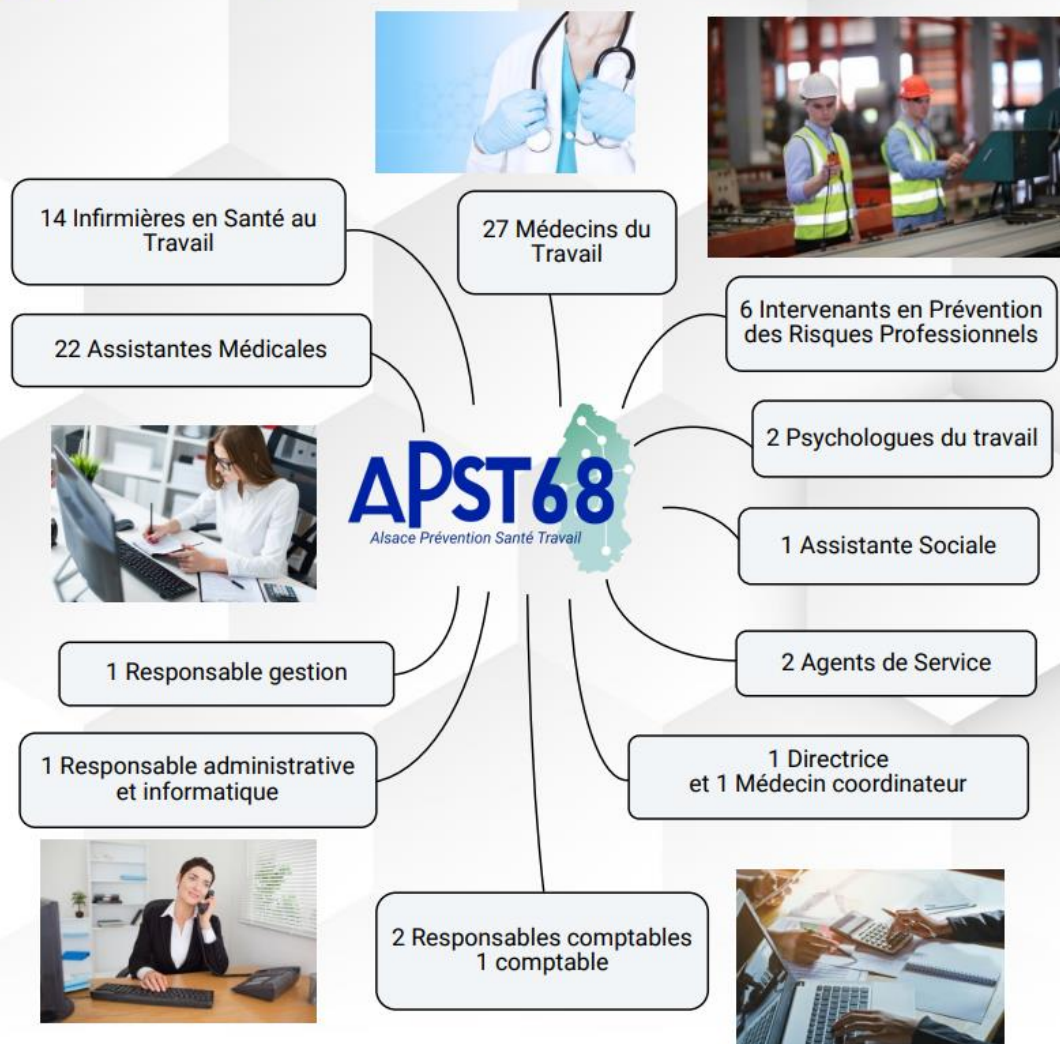 14 Infirmières en Santé au
Travail
27 Médecins du
Travail
6 Intervenants en Prévention
des Risques Professionnels
22 Assistantes Médicales
2 Psychologues du travail
APST68
Alsace Prévention Santé Travail
1 Assistante Sociale
1 Responsable gestion
2 Agents de Service
1 Responsable administrative
et informatique
1 Directrice
et 1 Médecin coordinateur
2 Responsables comptables
1 comptable